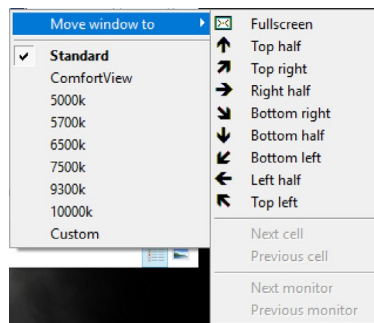 Move window to
Standard
ComfortView
5000k
5700k
6500k
7500k
9300k
10000k
Custom
Fullscreen
Top half
Top right
Right half
Bottom right
Bottom half
Bottom left
Left half
Top left
Next cell
Previous cell
Next monitor
Previous monitor